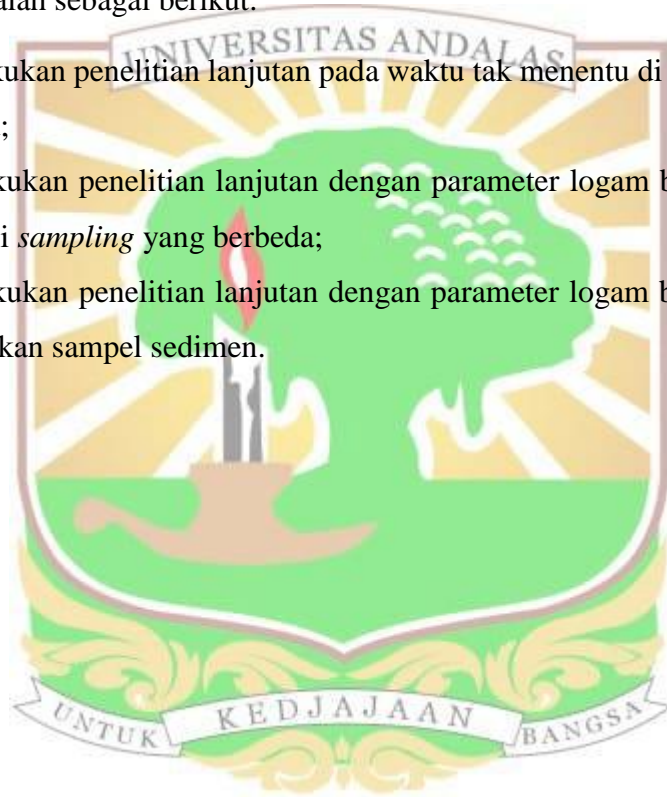 alah sebagai berikut.
UNIVERSITAS ANDALAS
kukan penelitian lanjutan pada waktu tak menentu di
;
kukan penelitian lanjutan dengan parameter logam b
i sampling yang berbeda;
kukan penelitian lanjutan dengan parameter logam b
kan sampel sedimen.
UNTUK KEDJAJAAN BANGSA